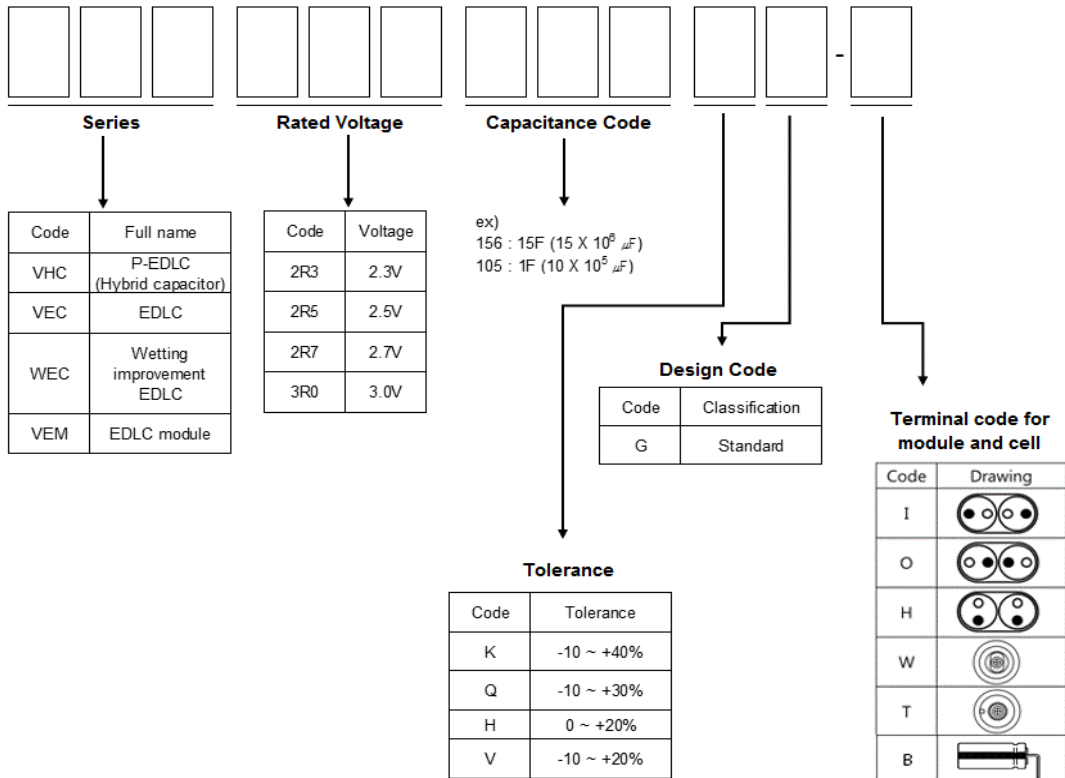 -
Series
Rated Voltage
Capacitance Code
Code Full name
VHC P-EDLC (Hybrid capacitor)
VEC EDLC
WEC Wetting improvement EDLC
VEM EDLC module
Code Voltage
2R3 2.3V
2R5 2.5V
2R7 2.7V
3R0 3.0V
ex)
156 : 15F (15 X 10⁶ ㎌)
105 : 1F (10 X 10⁵ ㎌)
Design Code
Code Classification
G Standard
Tolerance
Code Tolerance
K -10 ~ +40%
Q -10 ~ +30%
H 0 ~ +20%
V -10 ~ +20%
Terminal code for
module and cell
Code Drawing
I
O
H
W
T
B